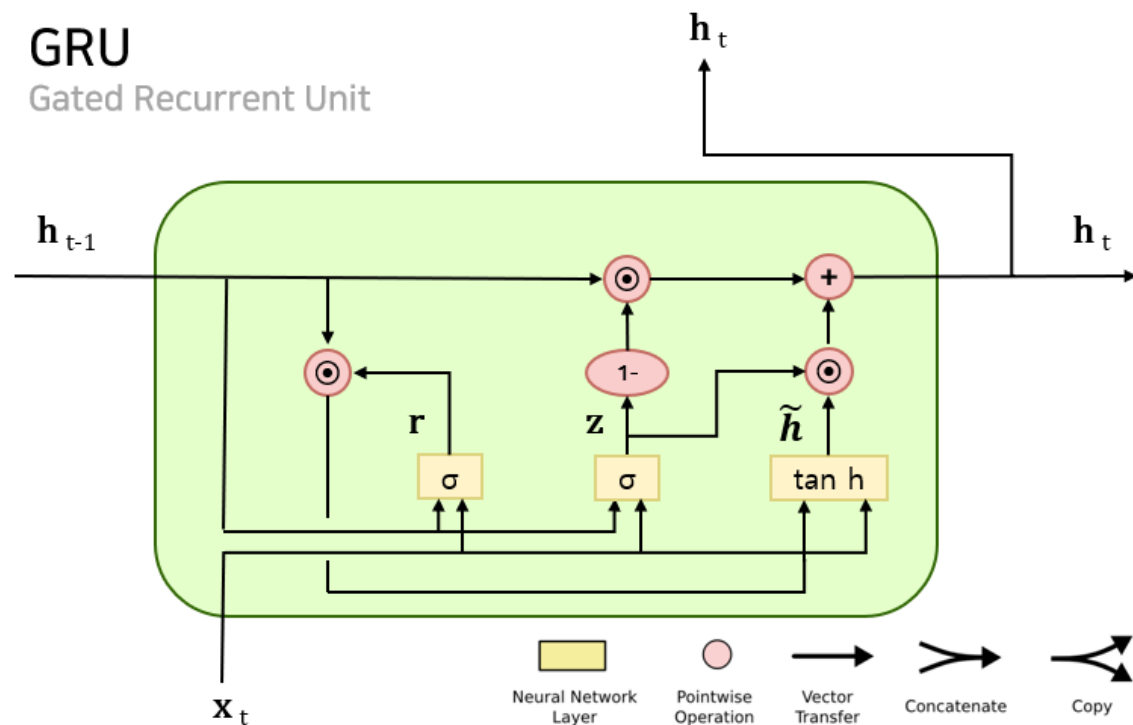 GRU
Gated Recurrent Unit
h t
h t-1
h t
⊙
+
⊙
1-
⊙
r
z
h̃
σ
σ
tan h
x t
Neural Network
Layer
Pointwise
Operation
Vector
Transfer
Concatenate
Copy